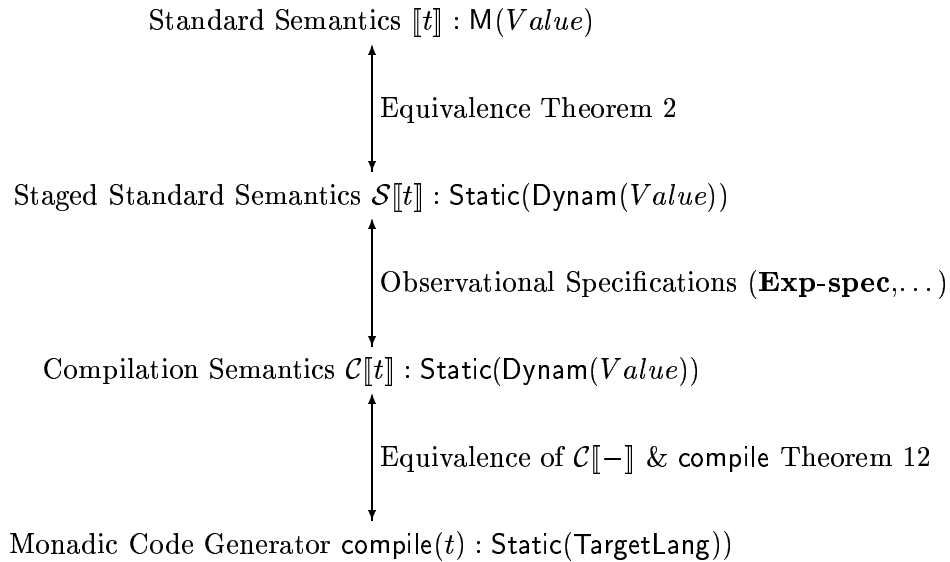 Standard Semantics ⟦t⟧ : M(Value)
Equivalence Theorem 2
Staged Standard Semantics 𝒮⟦t⟧ : Static(Dynam(Value))
Observational Specifications (Exp-spec,...)
Compilation Semantics 𝒞⟦t⟧ : Static(Dynam(Value))
Equivalence of 𝒞⟦−⟧ & compile Theorem 12
Monadic Code Generator compile(t) : Static(TargetLang))